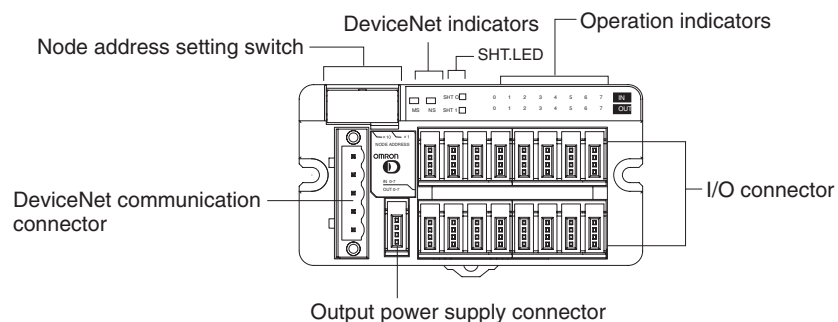 DeviceNet indicators
Operation indicators
Node address setting switch
SHT.LED
SHT 0 0 1 2 3 4 5 6 7 IN
MS NS SHT 1 0 1 2 3 4 5 6 7 OUT
×10 ×1
NODE ADDRESS
OMRON
IN 0-7
OUT 0-7
I/O connector
DeviceNet communication
connector
Output power supply connector